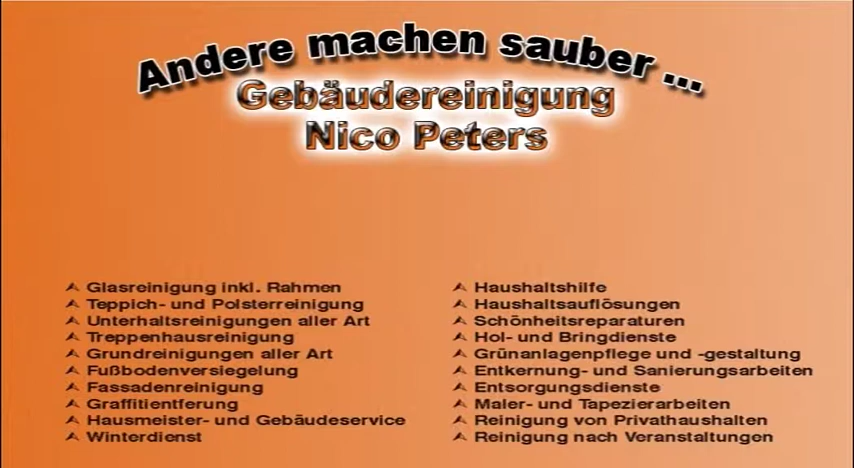 Andere machen sauber ...
Gebäudereinigung
Nico Peters
Glasreinigung inkl. Rahmen
Teppich- und Polsterreinigung
Unterhaltsreinigungen aller Art
Treppenhausreinigung
Grundreinigungen aller Art
Fußbodenversiegelung
Fassadenreinigung
Graffitientferung
Hausmeister- und Gebäudeservice
Winterdienst
Haushaltshilfe
Haushaltsauflösungen
Schönheitsreparaturen
Hol- und Bringdienste
Grünanlagenpflege und -gestaltung
Entkernung- und Sanierungsarbeiten
Entsorgungsdienste
Maler- und Tapezierarbeiten
Reinigung von Privathaushalten
Reinigung nach Veranstaltungen